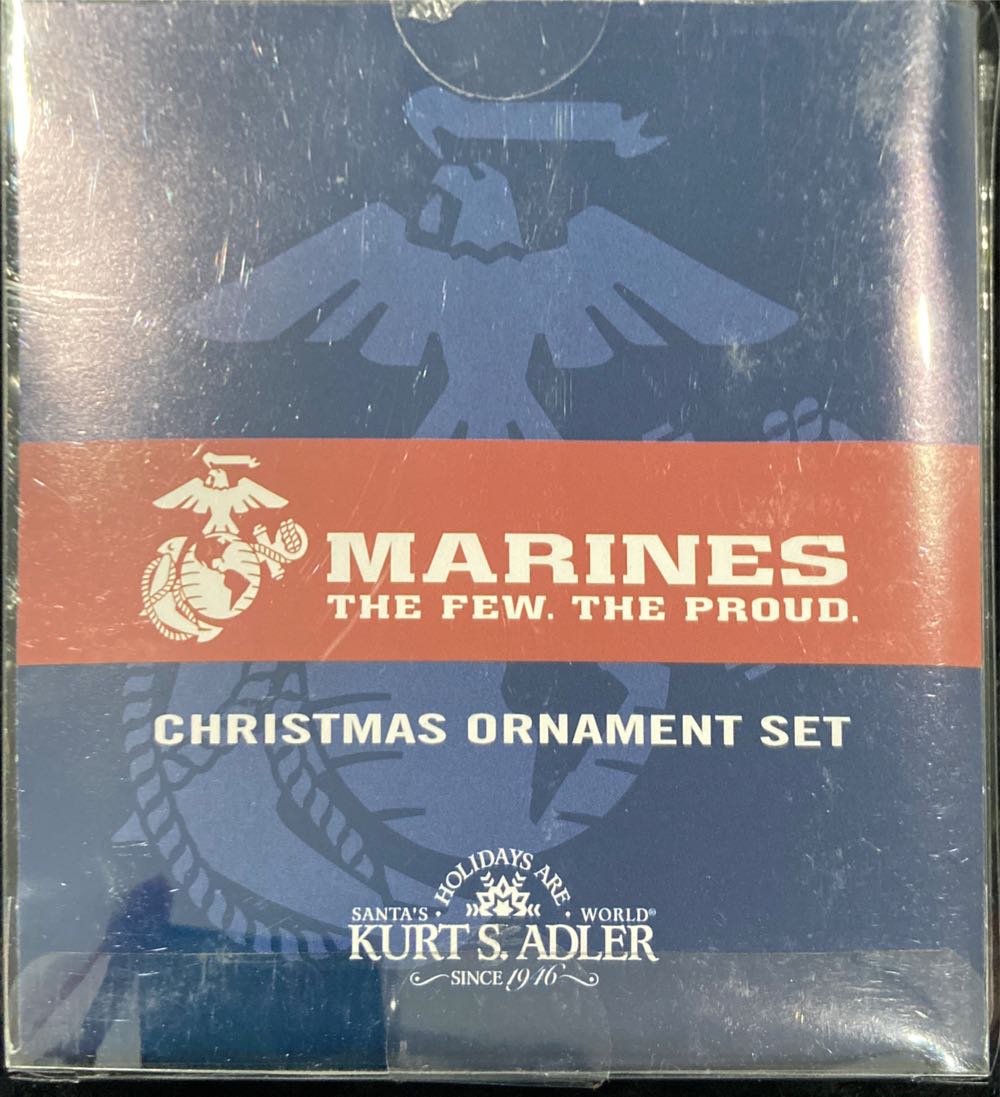 MARINES
THE FEW. THE PROUD.
CHRISTMAS ORNAMENT SET
HOLIDAYS ARE
SANTA'S · WORLD®
KURT S. ADLER
SINCE 1946